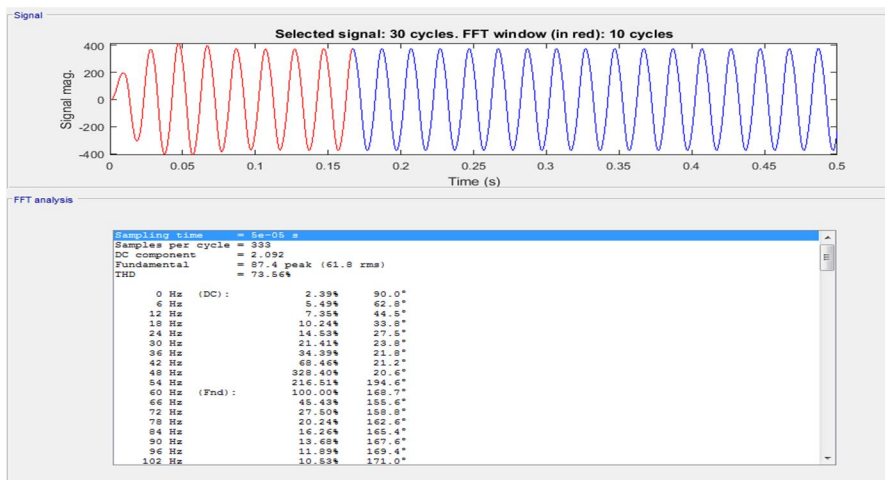 Signal
Selected signal: 30 cycles. FFT window (in red): 10 cycles
Signal mag.
400
200
0
-200
-400
0 0.05 0.1 0.15 0.2 0.25 0.3 0.35 0.4 0.45 0.5
Time (s)
FFT analysis
Sampling time = 5e-05 s
Samples per cycle = 333
DC component = 2.092
Fundamental = 87.4 peak (61.8 rms)
THD = 73.56%
0 Hz (DC): 2.39% 90.0°
6 Hz 5.49% 62.8°
12 Hz 7.35% 44.5°
18 Hz 10.24% 33.8°
24 Hz 14.53% 27.5°
30 Hz 21.41% 23.8°
36 Hz 34.39% 21.8°
42 Hz 68.46% 21.2°
48 Hz 328.40% 20.6°
54 Hz 216.51% 194.6°
60 Hz (Fnd): 100.00% 168.7°
66 Hz 45.43% 155.6°
72 Hz 27.50% 158.8°
78 Hz 20.24% 162.6°
84 Hz 16.26% 165.4°
90 Hz 13.68% 167.6°
96 Hz 11.89% 169.4°
102 Hz 10.53% 171.0°